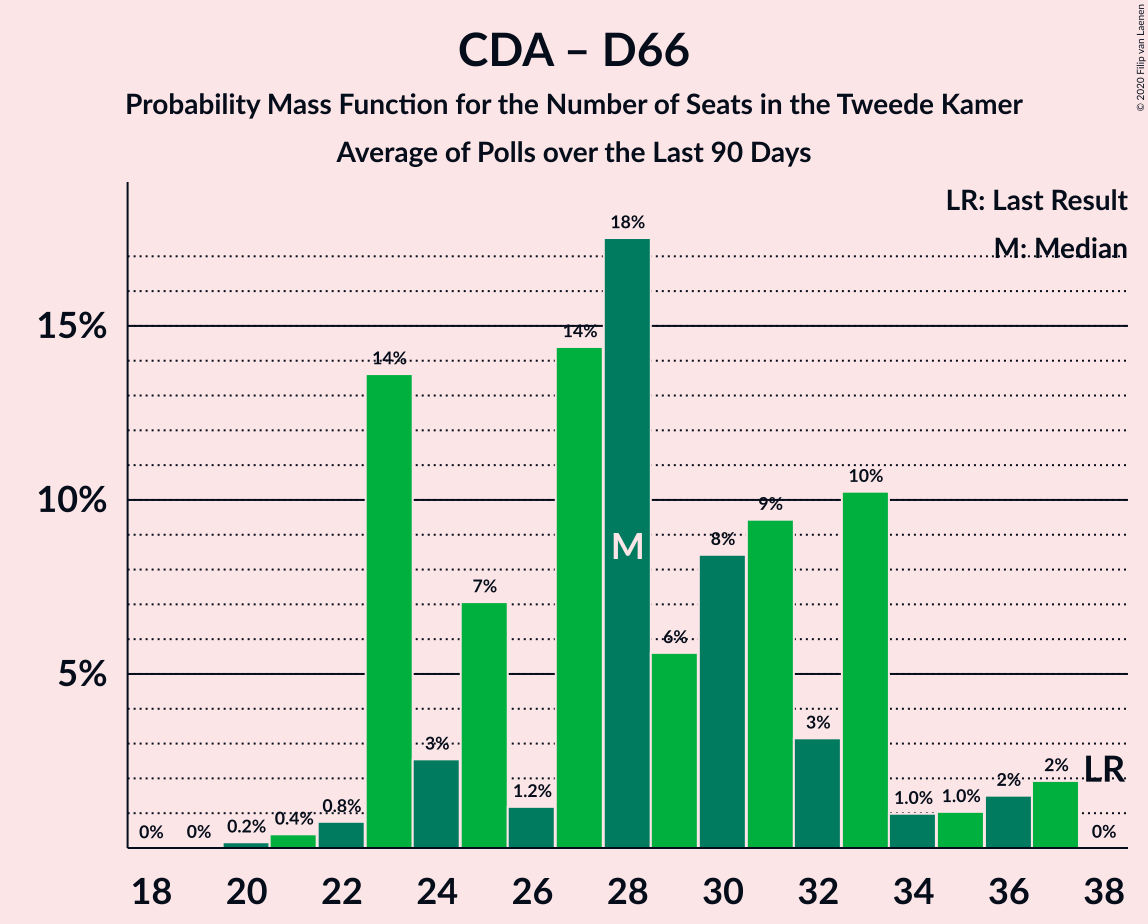 CDA – D66
Probability Mass Function for the Number of Seats in the Tweede Kamer
Average of Polls over the Last 90 Days
© 2020 Filip van Laenen
LR: Last Result
M: Median
15%
10%
5%
0%
0%
0.2%
0.4%
0.8%
14%
3%
7%
1.2%
14%
18%
M
6%
8%
9%
3%
10%
1.0%
1.0%
2%
2%
LR
0%
18 20 22 24 26 28 30 32 34 36 38